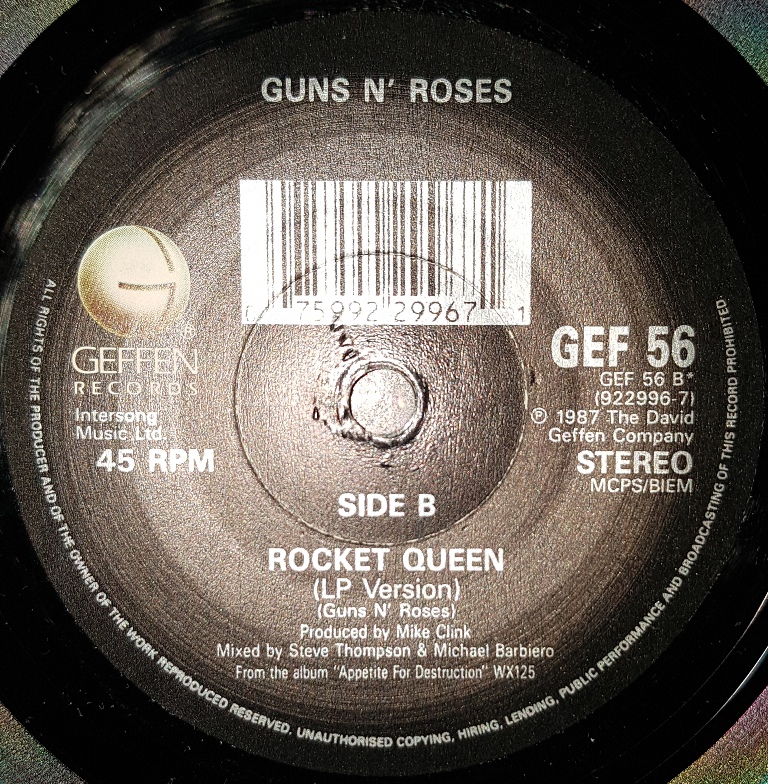 GUNS N' ROSES
75992 29967 1
®
GEFFEN
RECORDS
Intersong
Music Ltd.
45 RPM
GEF 56
GEF 56 B*
(922996-7)
℗ 1987 The David
Geffen Company
STEREO
MCPS/BIEM
SIDE B
ROCKET QUEEN
(LP Version)
(Guns N' Roses)
Produced by Mike Clink
Mixed by Steve Thompson & Michael Barbiero
From the album "Appetite For Destruction" WX125
ALL RIGHTS OF THE PRODUCER AND OF THE OWNER OF THE WORK REPRODUCED RESERVED. UNAUTHORISED COPYING, HIRING, LENDING, PUBLIC PERFORMANCE AND BROADCASTING OF THIS RECORD PROHIBITED